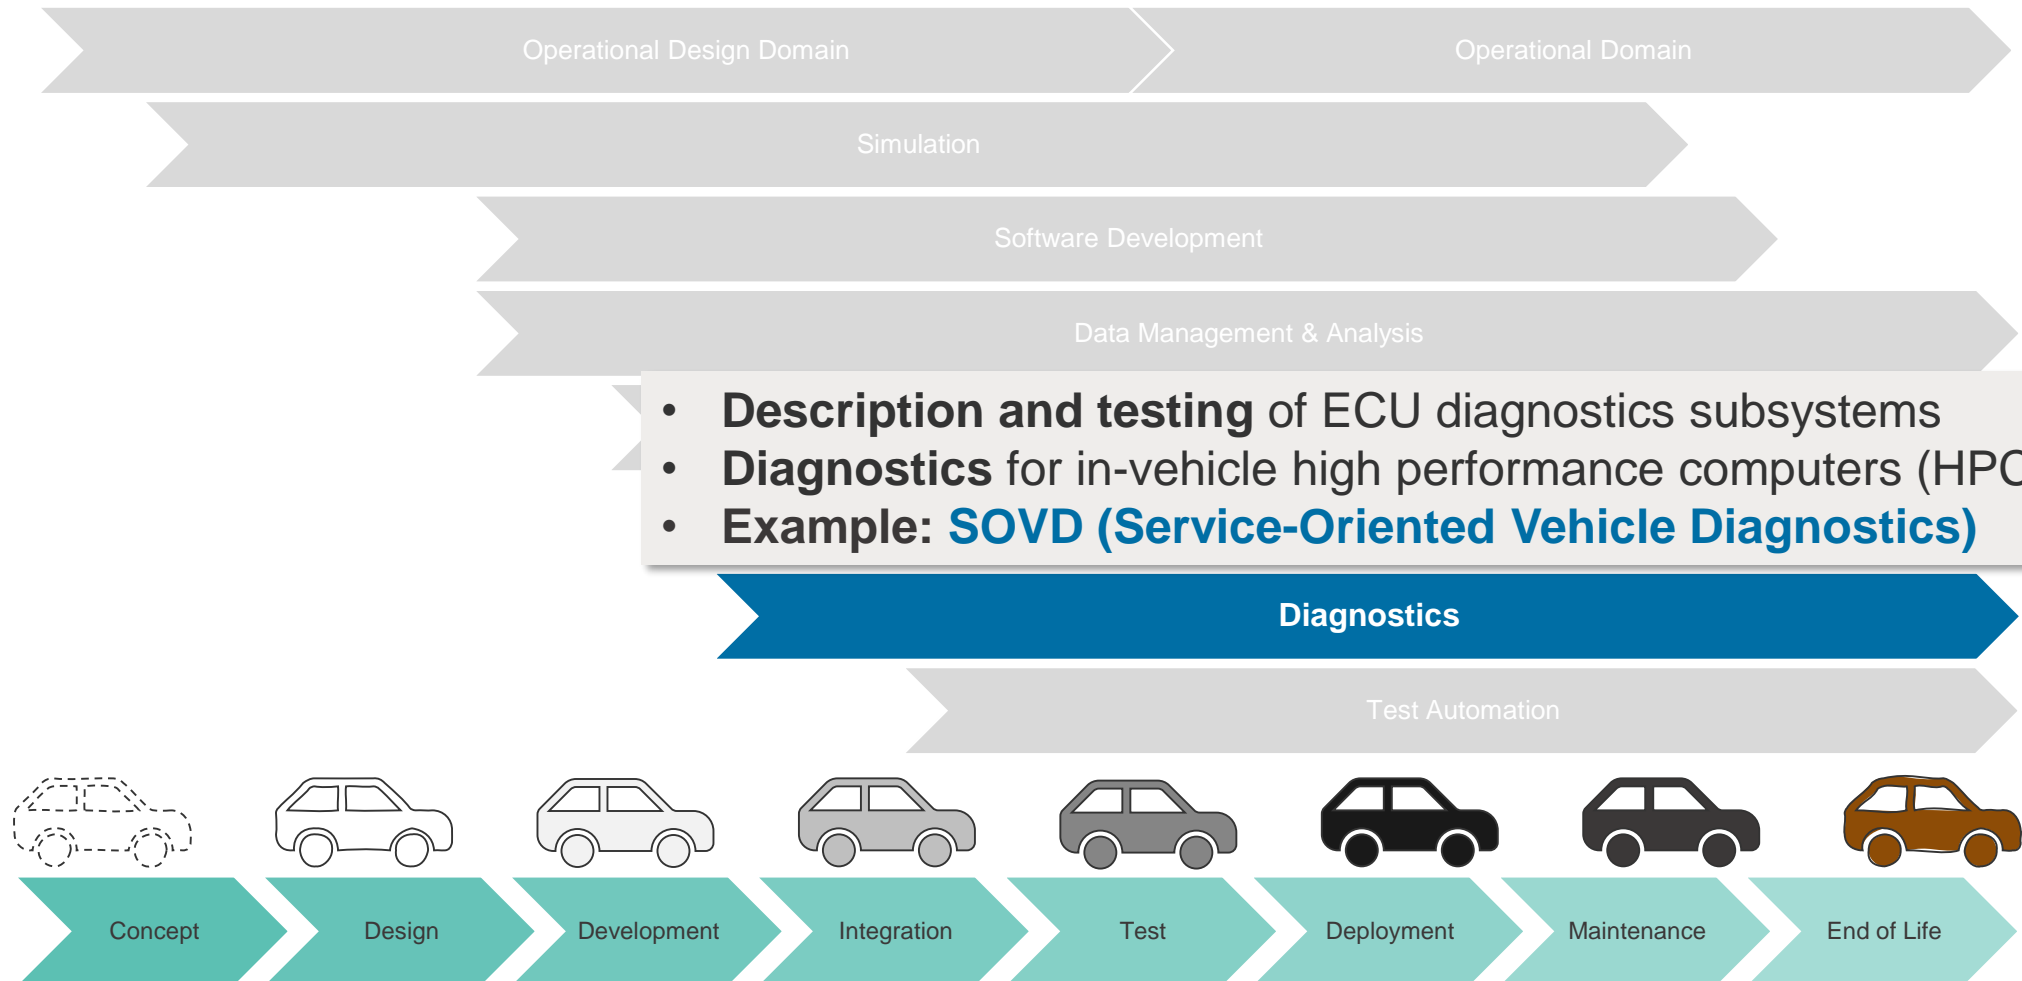 Operational Design Domain
Operational Domain
Simulation
Software Development
Data Management & Analysis
• Description and testing of ECU diagnostics subsystems
• Diagnostics for in-vehicle high performance computers (HPC
• Example: SOVD (Service-Oriented Vehicle Diagnostics)
Diagnostics
Test Automation
Concept
Design
Development
Integration
Test
Deployment
Maintenance
End of Life